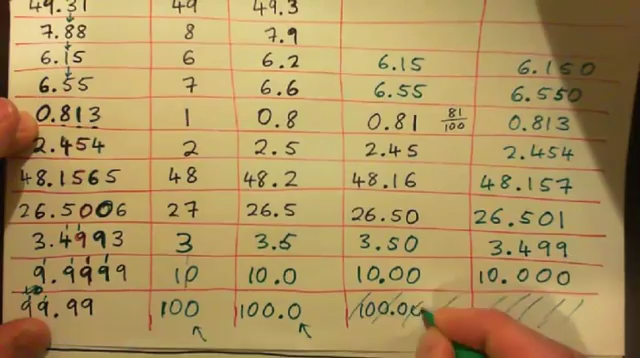 49.31 49 49.3
7.88 8 7.9
6.15 6 6.2 6.15 6.150
6.55 7 6.6 6.55 6.550
0.813 1 0.8 0.81 81/100 0.813
2.454 2 2.5 2.45 2.454
48.1565 48 48.2 48.16 48.157
26.5006 27 26.5 26.50 26.501
3.4993 3 3.5 3.50 3.499
9.9999 10 10.0 10.00 10.000
99.99 100 100.0 100.00